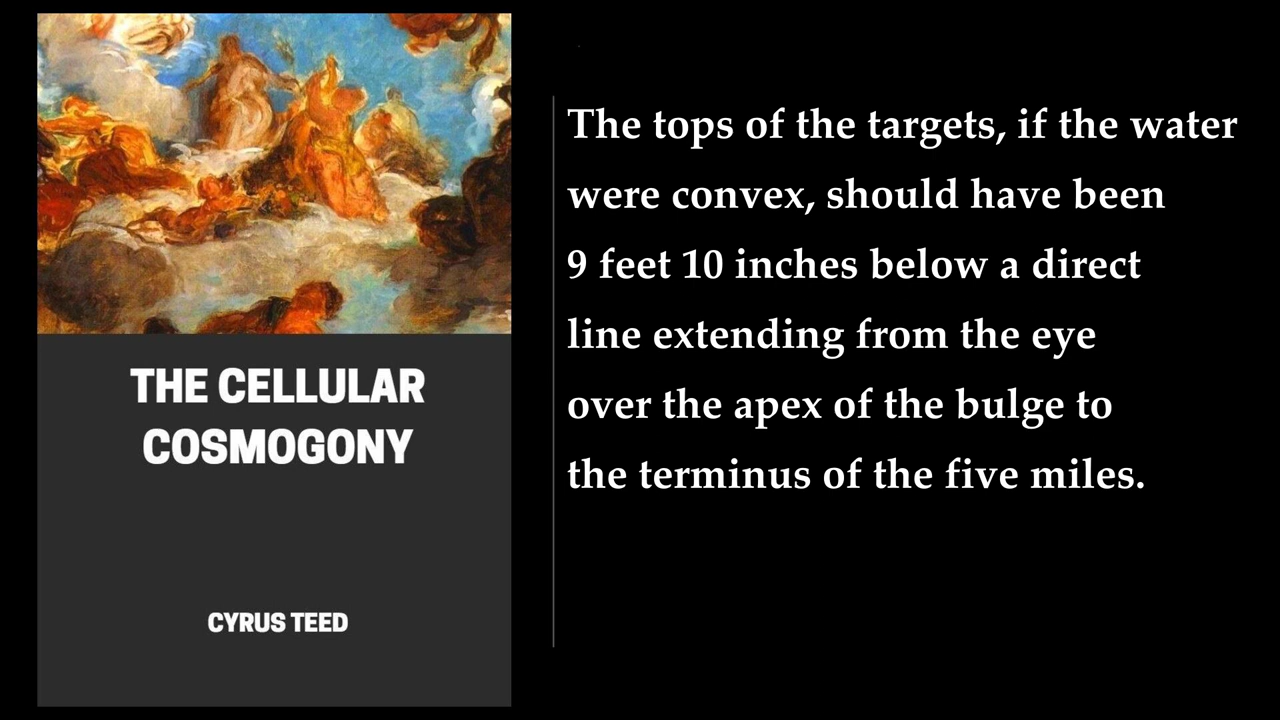 THE CELLULAR
COSMOGONY
CYRUS TEED
The tops of the targets, if the water
were convex, should have been
9 feet 10 inches below a direct
line extending from the eye
over the apex of the bulge to
the terminus of the five miles.